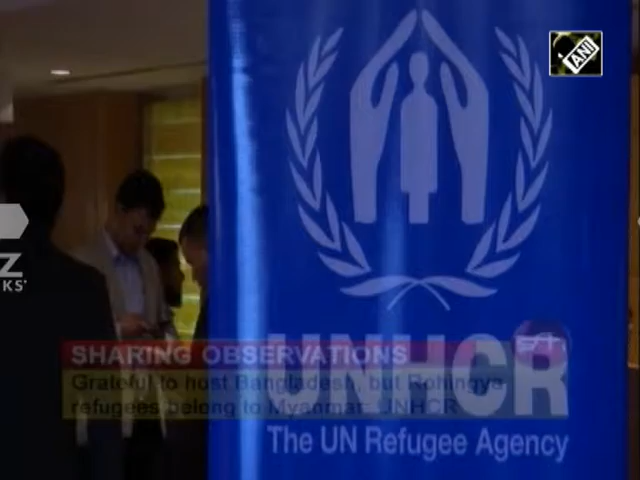 ANI
Z
KS
SHARING OBSERVATIONS
Grateful to host Bangladesh, but Rohingya
refugees belong to Myanmar: UNHCR
UNHCR
The UN Refugee Agency